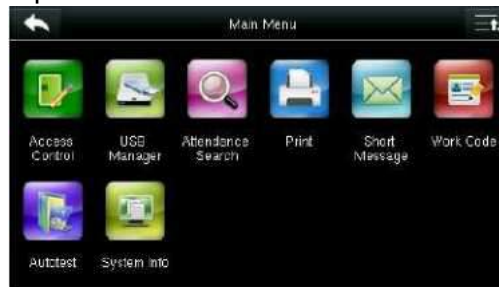 Main Menu
Access Control
USB Manager
Attendance Search
Print
Short Message
Work Code
Autotest
System Info